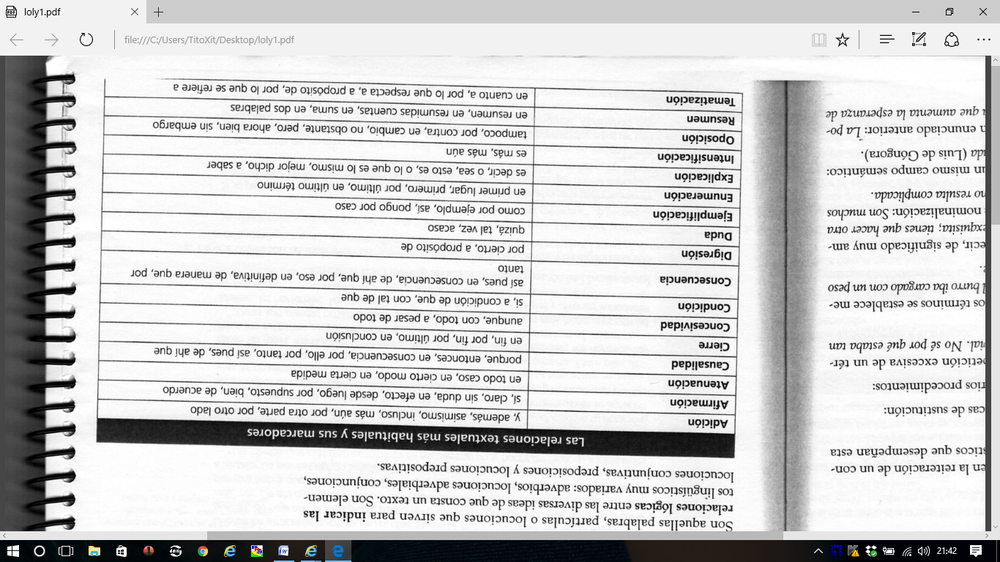 loly1.pdf
file:///C:/Users/TitoXit/Desktop/loly1.pdf
Son aquellas palabras, partículas o locuciones que sirven para indicar las
relaciones lógicas entre las diversas ideas de que consta un texto. Son elemen-
tos lingüísticos muy variados: adverbios, locuciones adverbiales, conjunciones,
locuciones conjuntivas, preposiciones y locuciones prepositivas.
Las relaciones textuales más habituales y sus marcadores
Adición y, además, asimismo, incluso, más aún, por otra parte, por otro lado
Afirmación sí, claro, sin duda, en efecto, desde luego, por supuesto, bien, de acuerdo
Atenuación en todo caso, en cierto modo, en cierta medida
Causalidad porque, entonces, en consecuencia, por ello, por tanto, así pues, de ahí que
Cierre en fin, por fin, por último, en conclusión
Concesividad aunque, con todo, a pesar de todo
Condición si, a condición de que, con tal de que
Consecuencia así pues, en consecuencia, de ahí que, por eso, en definitiva, de manera que, por
tanto
Digresión por cierto, a propósito de
Duda quizá, tal vez, acaso
Ejemplificación como por ejemplo, así, pongo por caso
Enumeración en primer lugar, primero, por último, en último término
Explicación es decir, o sea, esto es, o lo que es lo mismo, mejor dicho, a saber
Intensificación es más, más aún
Oposición tampoco, por contra, en cambio, no obstante, pero, ahora bien, sin embargo
Resumen en resumen, en resumidas cuentas, en suma, en dos palabras
Tematización en cuanto a, por lo que respecta a, a propósito de, por lo que se refiere a
en la reiteración de un con-
sticos que desempeñan esta
cas de sustitución:
rios procedimientos:
petición excesiva de un tér-
ial. No sé por qué estaba tan
os términos se establece me-
l burro iba cargado con un peso
e.
ecir, de significado muy am-
exquisita; tienes que hacer otra
nominalización: Son muchos
no resulta complicada.
un mismo campo semántico:
da (Luis de Góngora).
n enunciado anterior: La po-
a que aumenta la esperanza de
21:42